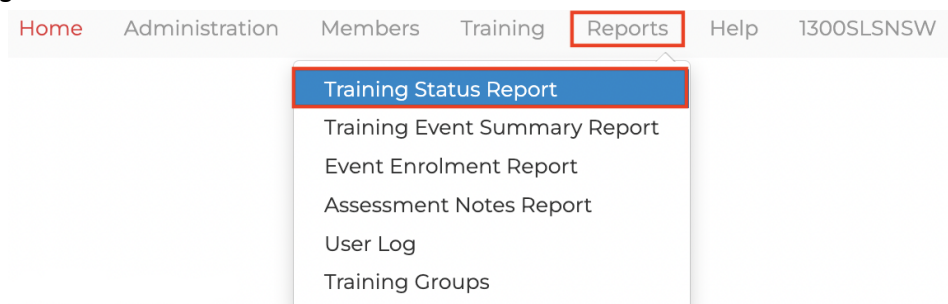 Home Administration Members Training Reports Help 1300SLSNSW
Training Status Report
Training Event Summary Report
Event Enrolment Report
Assessment Notes Report
User Log
Training Groups